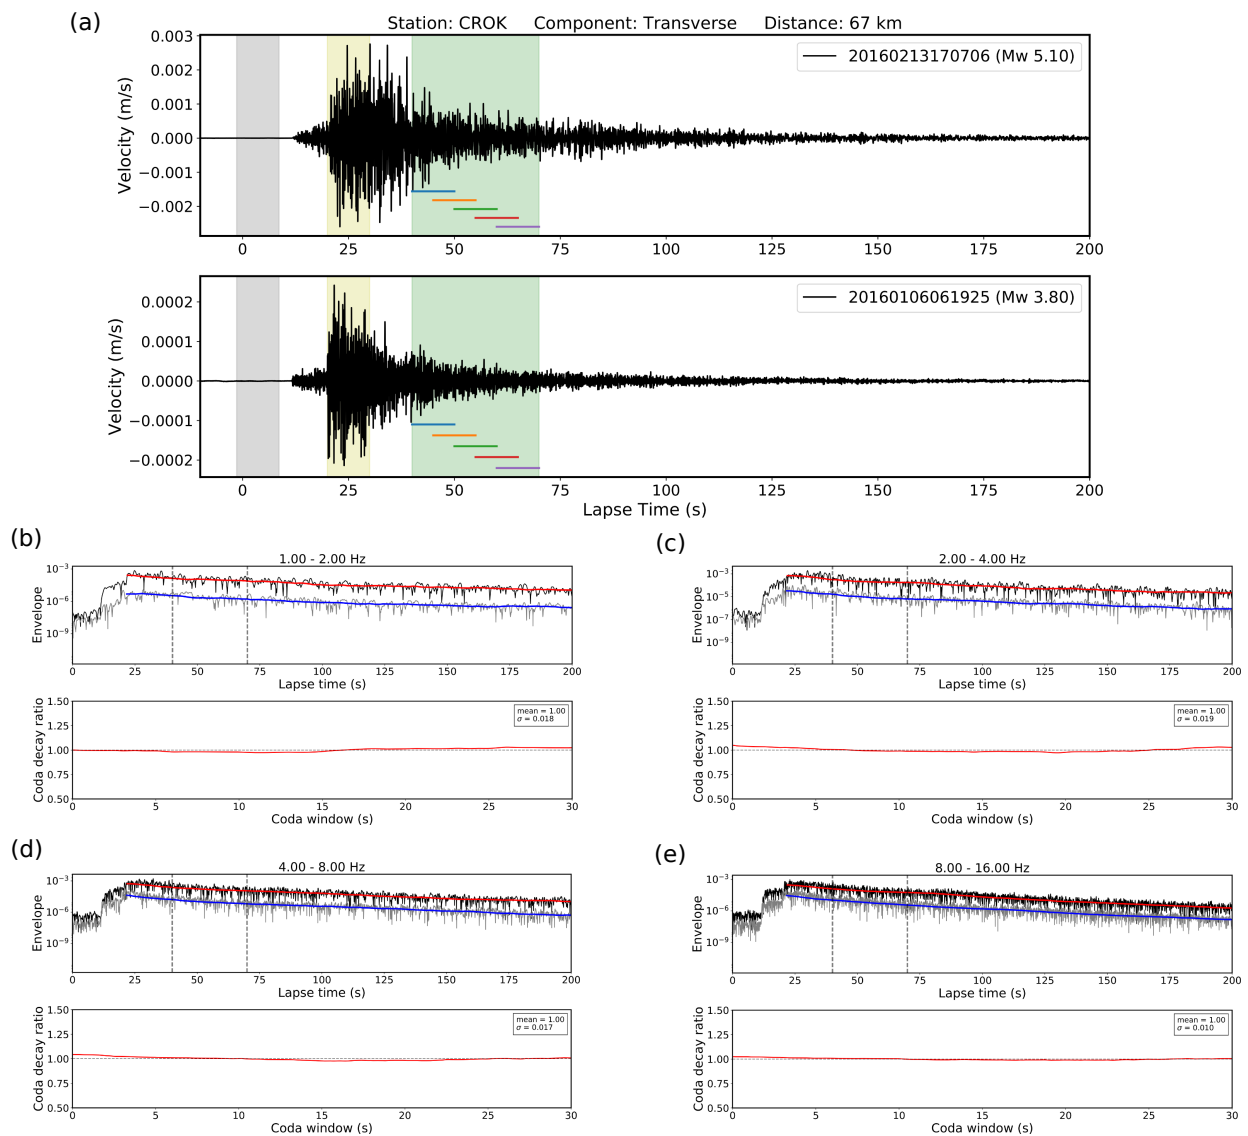 (a)
Station: CROK Component: Transverse Distance: 67 km
20160213170706 (Mw 5.10)
Velocity (m/s)
0.003
0.002
0.001
0.000
−0.001
−0.002
0 25 50 75 100 125 150 175 200
20160106061925 (Mw 3.80)
Velocity (m/s)
0.0002
0.0001
0.0000
−0.0001
−0.0002
0 25 50 75 100 125 150 175 200
Lapse Time (s)
(b)
1.00 - 2.00 Hz
Envelope
10⁻³
10⁻⁶
10⁻⁹
0 25 50 75 100 125 150 175 200
Lapse time (s)
Coda decay ratio
1.50
1.25
1.00
0.75
0.50
mean = 1.00
σ = 0.018
0 5 10 15 20 25 30
Coda window (s)
(c)
2.00 - 4.00 Hz
Envelope
10⁻³
10⁻⁵
10⁻⁷
10⁻⁹
0 25 50 75 100 125 150 175 200
Lapse time (s)
Coda decay ratio
1.50
1.25
1.00
0.75
0.50
mean = 1.00
σ = 0.019
0 5 10 15 20 25 30
Coda window (s)
(d)
4.00 - 8.00 Hz
Envelope
10⁻³
10⁻⁶
10⁻⁹
0 25 50 75 100 125 150 175 200
Lapse time (s)
Coda decay ratio
1.50
1.25
1.00
0.75
0.50
mean = 1.00
σ = 0.017
0 5 10 15 20 25 30
Coda window (s)
(e)
8.00 - 16.00 Hz
Envelope
10⁻³
10⁻⁶
10⁻⁹
0 25 50 75 100 125 150 175 200
Lapse time (s)
Coda decay ratio
1.50
1.25
1.00
0.75
0.50
mean = 1.00
σ = 0.010
0 5 10 15 20 25 30
Coda window (s)